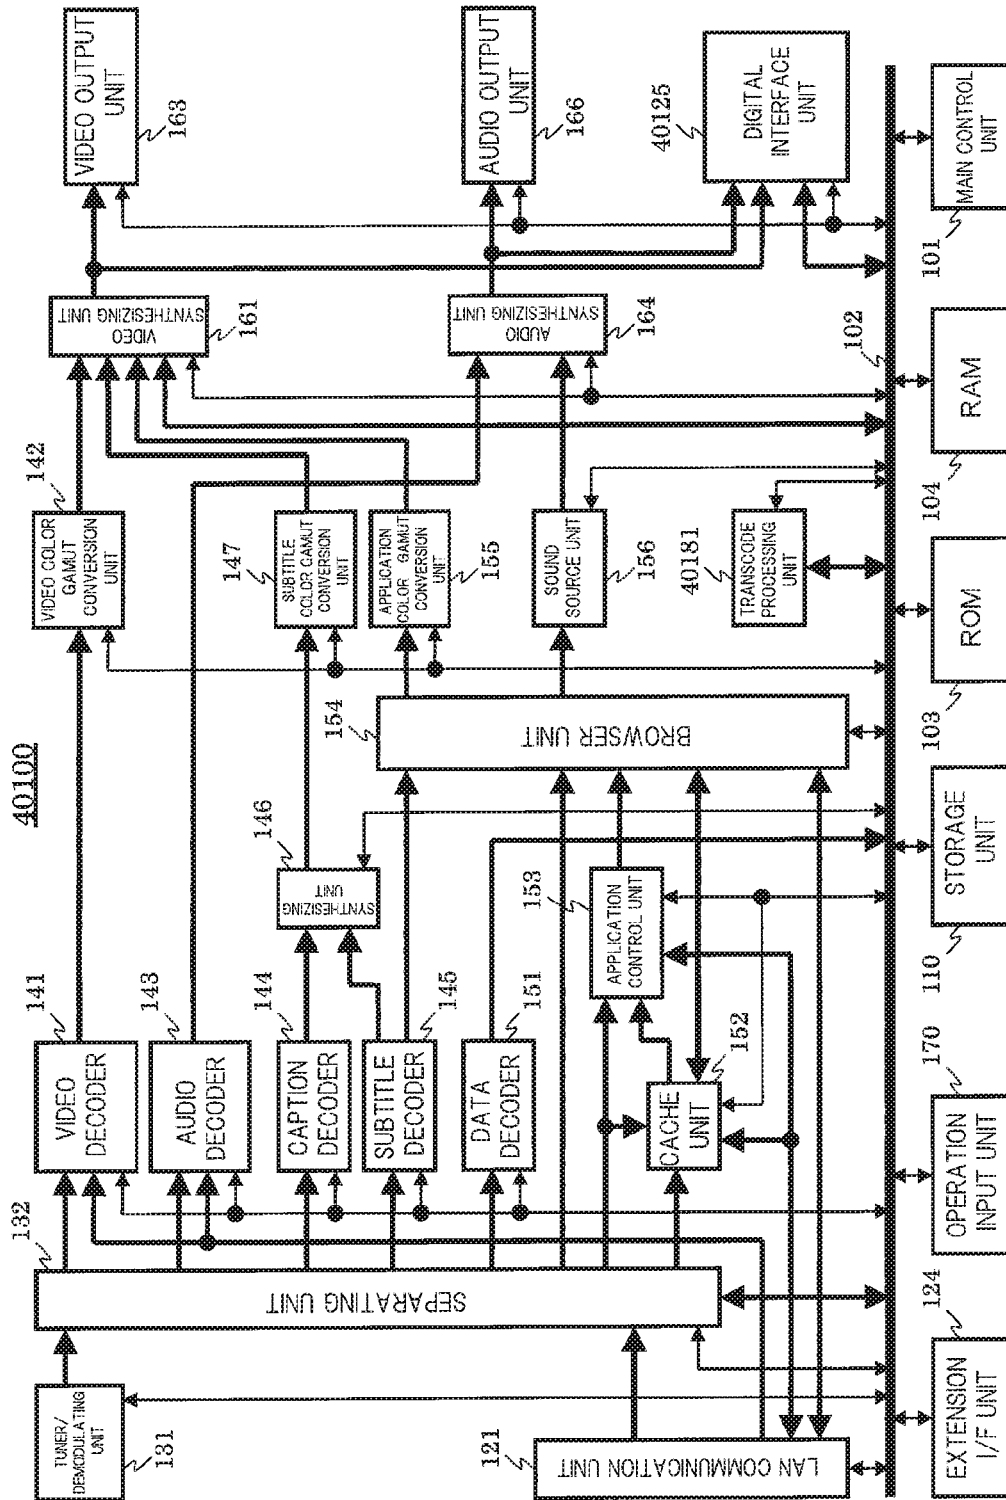 40100
TUNER/
DEMODULATING
UNIT
131
LAN COMMUNICATION UNIT
121
SEPARATING UNIT
132
VIDEO
DECODER
141
AUDIO
DECODER
143
CAPTION
DECODER
144
SUBTITLE
DECODER
145
DATA
DECODER
151
CACHE
UNIT
152
APPLICATION
CONTROL UNIT
153
SYNTHESIZING
UNIT
146
BROWSER UNIT
154
VIDEO COLOR
GAMUT
CONVERSION
UNIT
142
SUBTITLE
COLOR GAMUT
CONVERSION
UNIT
147
APPLICATION
COLOR GAMUT
CONVERSION
UNIT
155
SOUND
SOURCE UNIT
156
TRANSCODE
PROCESSING
UNIT
40181
VIDEO
SYNTHESIZING UNIT
161
AUDIO
SYNTHESIZING UNIT
164
VIDEO OUTPUT
UNIT
163
AUDIO OUTPUT
UNIT
166
DIGITAL
INTERFACE
UNIT
40125
102
EXTENSION
I/F UNIT
124
OPERATION
INPUT UNIT
170
STORAGE
UNIT
110
ROM
103
RAM
104
MAIN CONTROL
UNIT
101